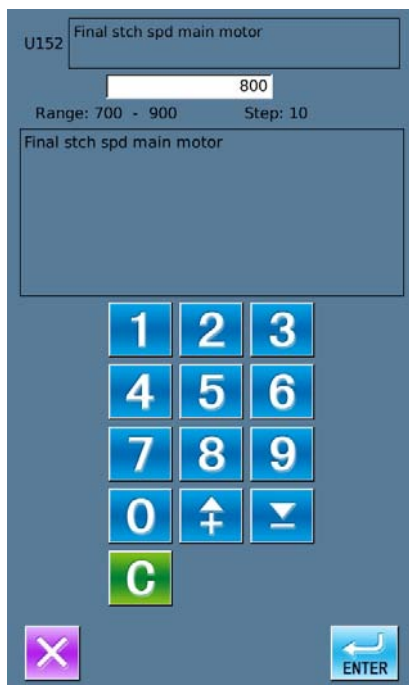 U152
Final stch spd main motor
800
Range: 700 - 900 Step: 10
Final stch spd main motor
1 2 3
4 5 6
7 8 9
0
C
ENTER